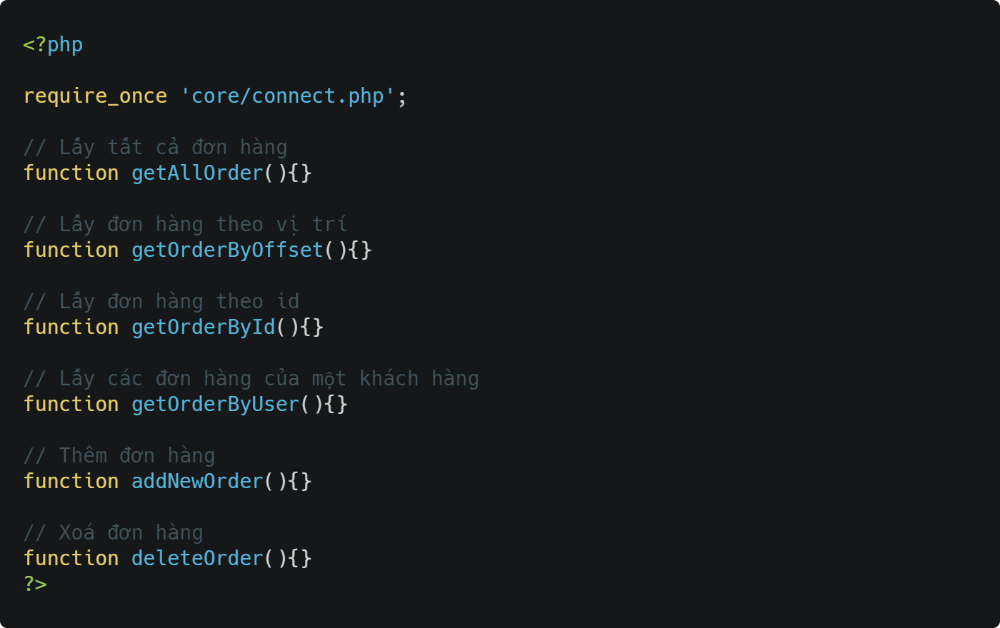 <?php
require_once 'core/connect.php';
// Lấy tất cả đơn hàng
function getAllOrder(){}
// Lấy đơn hàng theo vị trí
function getOrderByOffset(){}
// Lấy đơn hàng theo id
function getOrderById(){}
// Lấy các đơn hàng của một khách hàng
function getOrderByUser(){}
// Thêm đơn hàng
function addNewOrder(){}
// Xoá đơn hàng
function deleteOrder(){}
?>